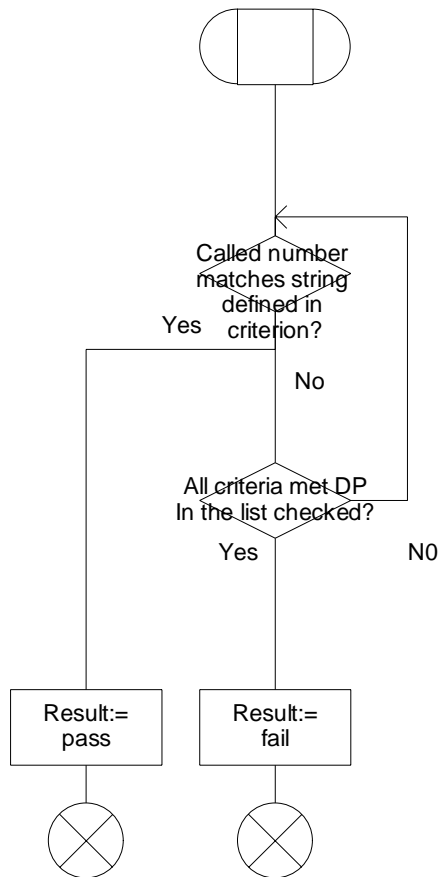 Called number
matches string
defined in
criterion?
Yes
No
All criteria met DP
In the list checked?
Yes
N0
Result:=
pass
Result:=
fail